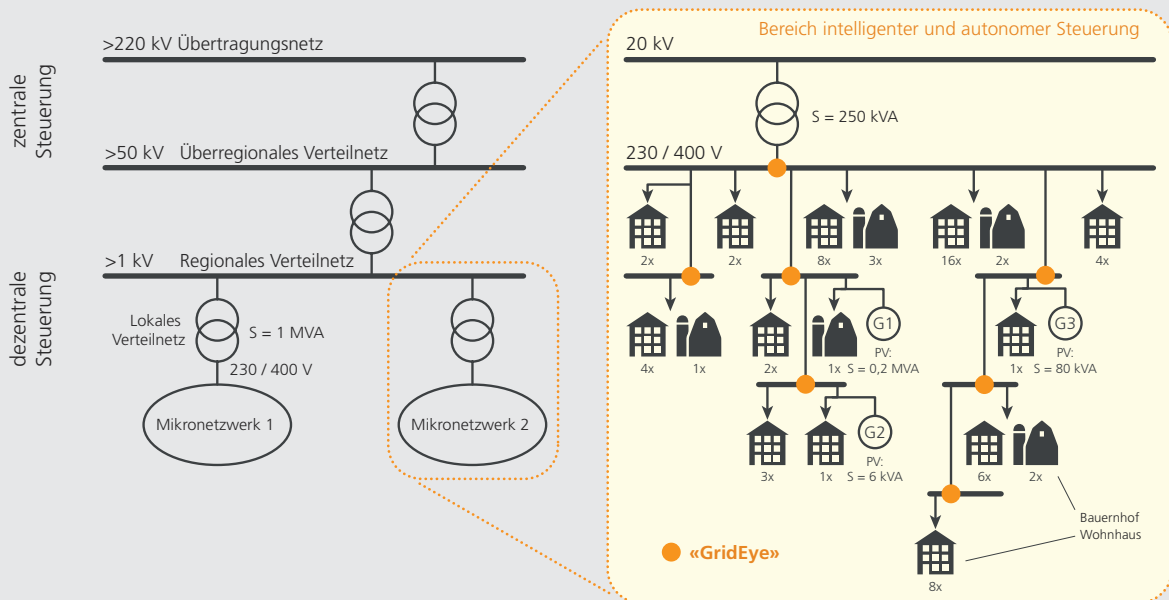 zentrale
Steuerung
dezentrale
Steuerung
>220 kV Übertragungsnetz
>50 kV Überregionales Verteilnetz
>1 kV Regionales Verteilnetz
Lokales
Verteilnetz
S = 1 MVA
230 / 400 V
Mikronetzwerk 1
Mikronetzwerk 2
Bereich intelligenter und autonomer Steuerung
20 kV
S = 250 kVA
230 / 400 V
2x
2x
8x
3x
16x
2x
4x
4x
1x
2x
1x
G1
PV:
S = 0,2 MVA
1x
G3
PV:
S = 80 kVA
3x
1x
G2
PV:
S = 6 kVA
6x
2x
8x
Bauernhof
Wohnhaus
«GridEye»